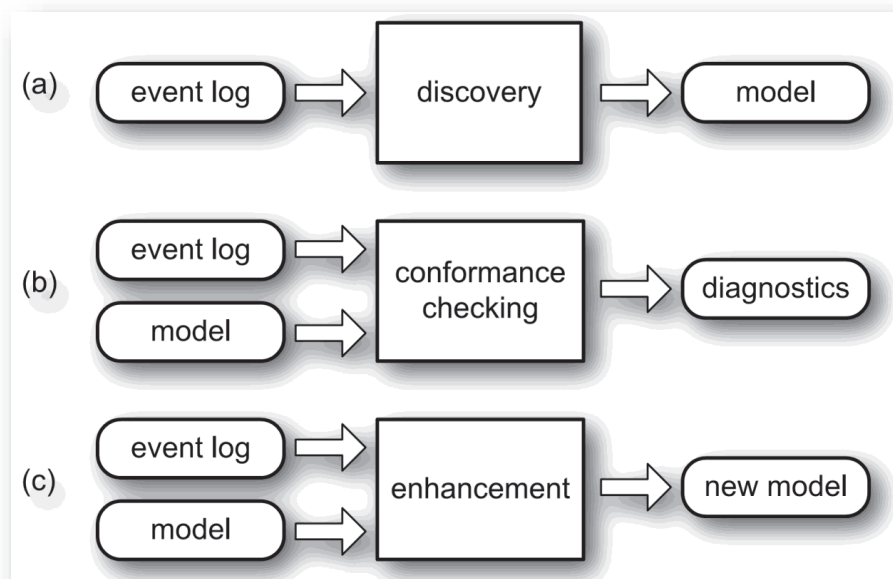 (a)
event log
discovery
model
(b)
event log
model
conformance
checking
diagnostics
(c)
event log
model
enhancement
new model